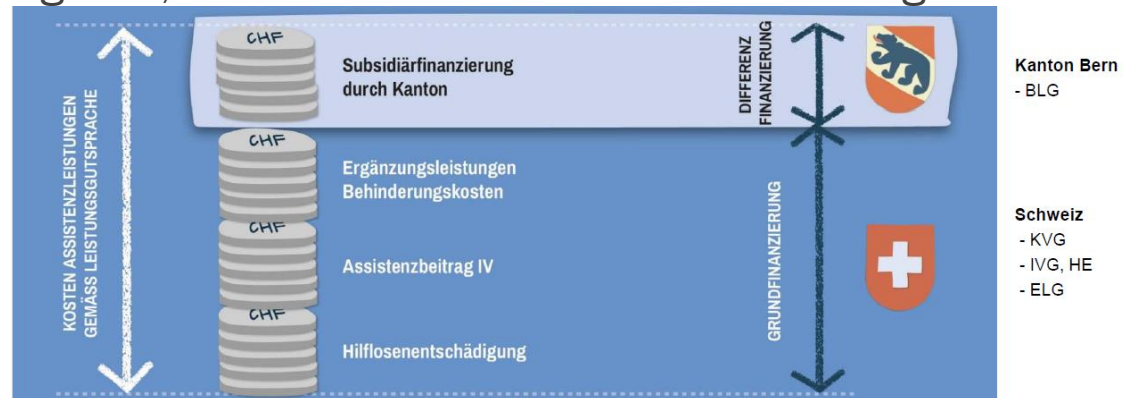 KOSTEN ASSISTENZLEISTUNGEN
GEMÄSS LEISTUNGSGUTSPRACHE
CHF
Subsidiärfinanzierung
durch Kanton
DIFFERENZ
FINANZIERUNG
Kanton Bern
- BLG
CHF
Ergänzungsleistungen
Behinderungskosten
CHF
Assistenzbeitrag IV
CHF
Hilflosenentschädigung
GRUNDFINANZIERUNG
Schweiz
- KVG
- IVG, HE
- ELG